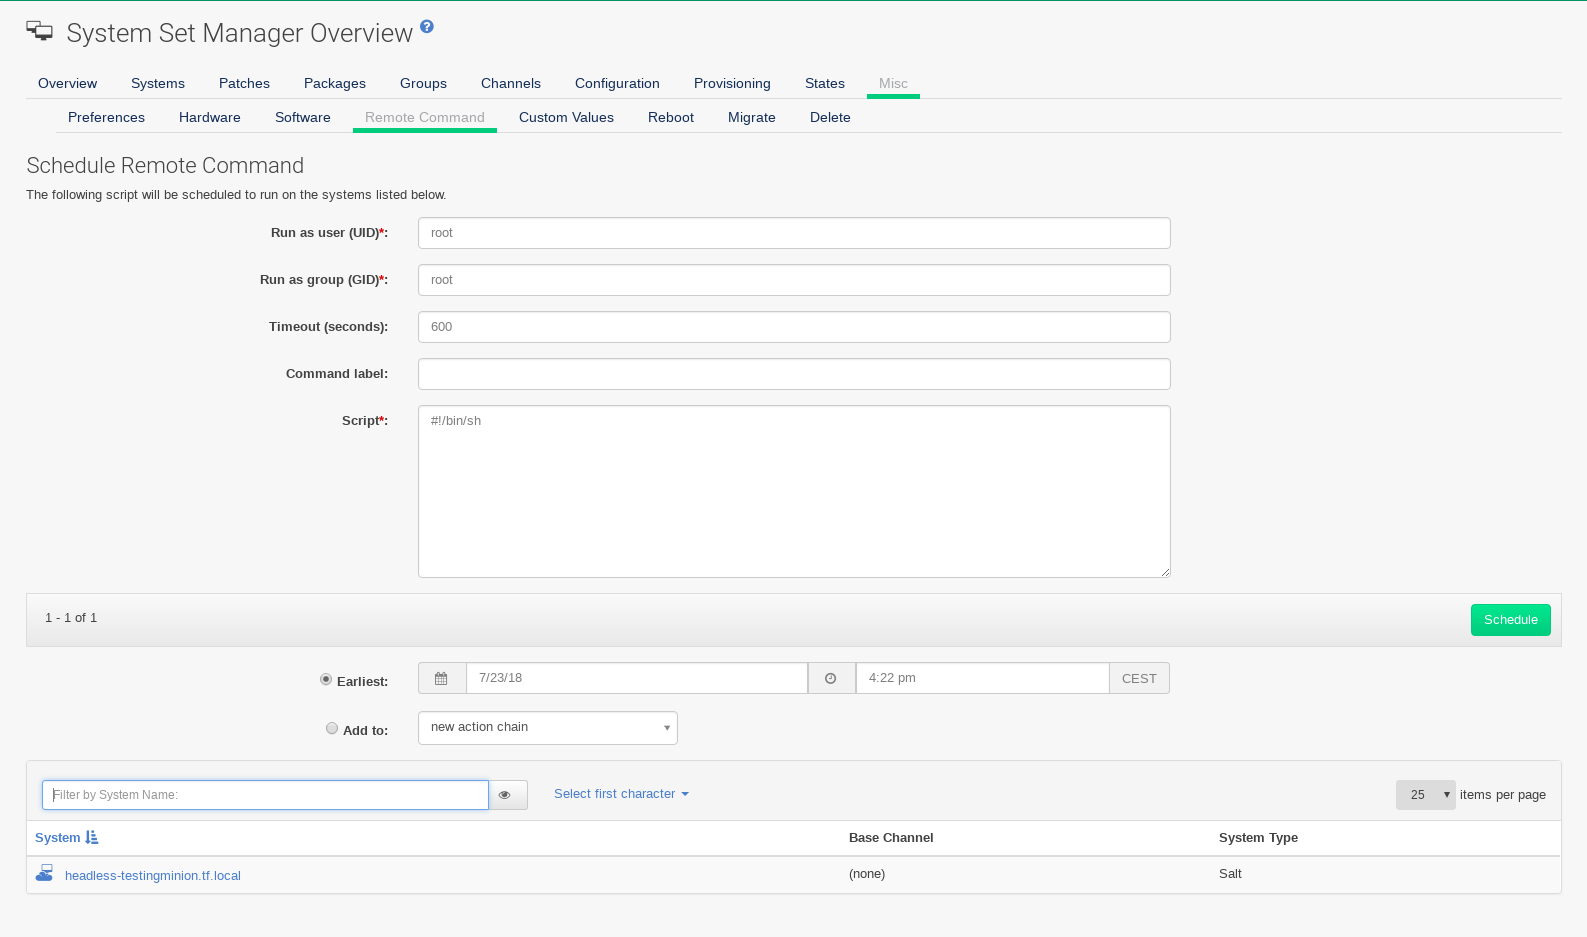 System Set Manager Overview ?
Overview Systems Patches Packages Groups Channels Configuration Provisioning States Misc
Preferences Hardware Software Remote Command Custom Values Reboot Migrate Delete
Schedule Remote Command
The following script will be scheduled to run on the systems listed below.
Run as user (UID)*: root
Run as group (GID)*: root
Timeout (seconds): 600
Command label:
Script*: #!/bin/sh
1 - 1 of 1 Schedule
Earliest: 7/23/18 4:22 pm CEST
Add to: new action chain
Filter by System Name: Select first character 25 items per page
System Base Channel System Type
headless-testingminion.tf.local (none) Salt